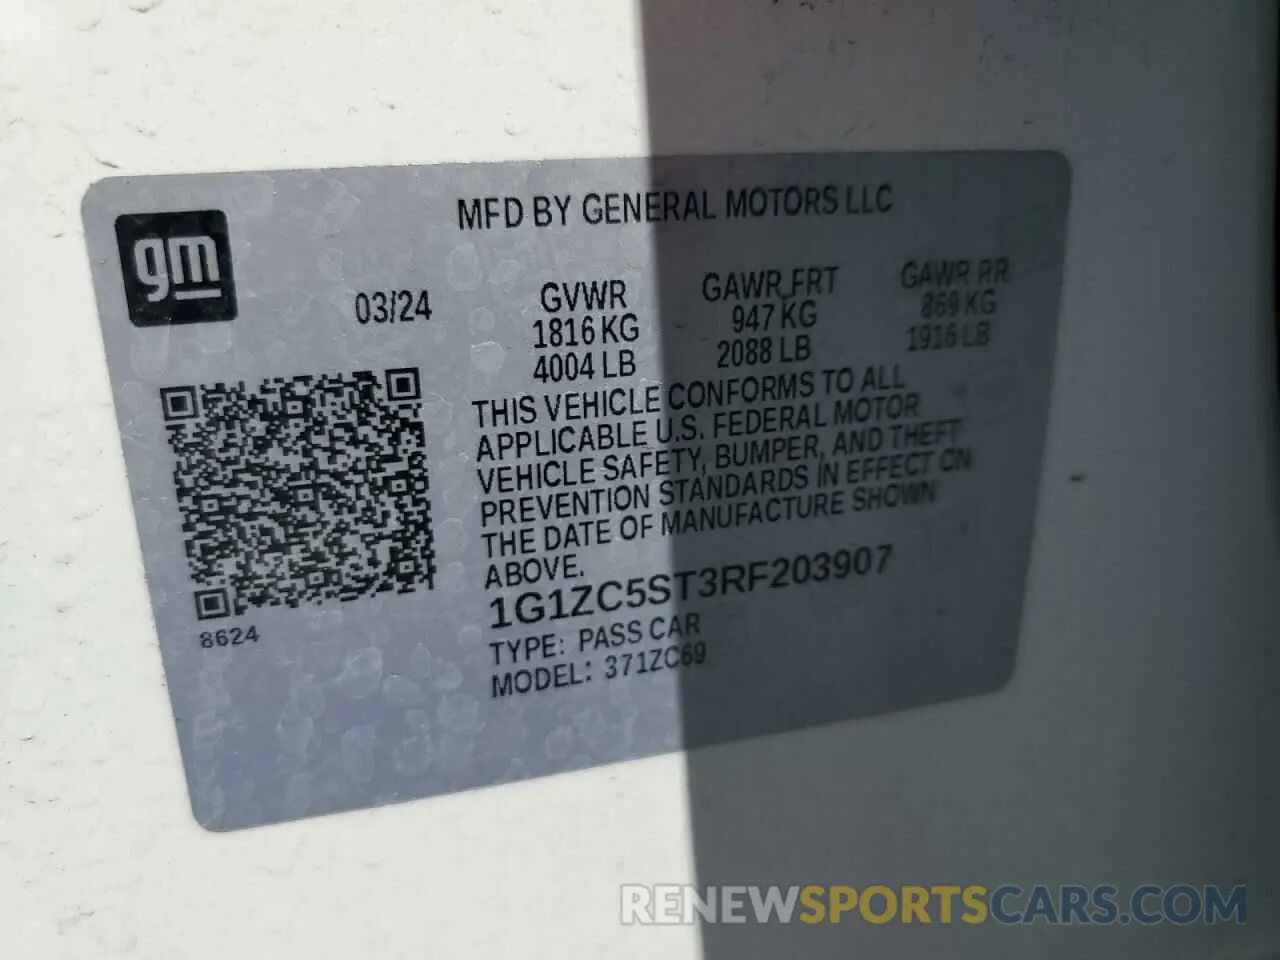 MFD BY GENERAL MOTORS LLC
gm
03/24
GVWR
1816 KG
4004 LB
GAWR FRT
947 KG
2088 LB
GAWR RR
869 KG
1916 LB
THIS VEHICLE CONFORMS TO ALL
APPLICABLE U.S. FEDERAL MOTOR
VEHICLE SAFETY, BUMPER, AND THEFT
PREVENTION STANDARDS IN EFFECT ON
THE DATE OF MANUFACTURE SHOWN
ABOVE.
1G1ZC5ST3RF203907
TYPE: PASS CAR
MODEL: 371ZC69
8624
RENEWSPORTSCARS.COM